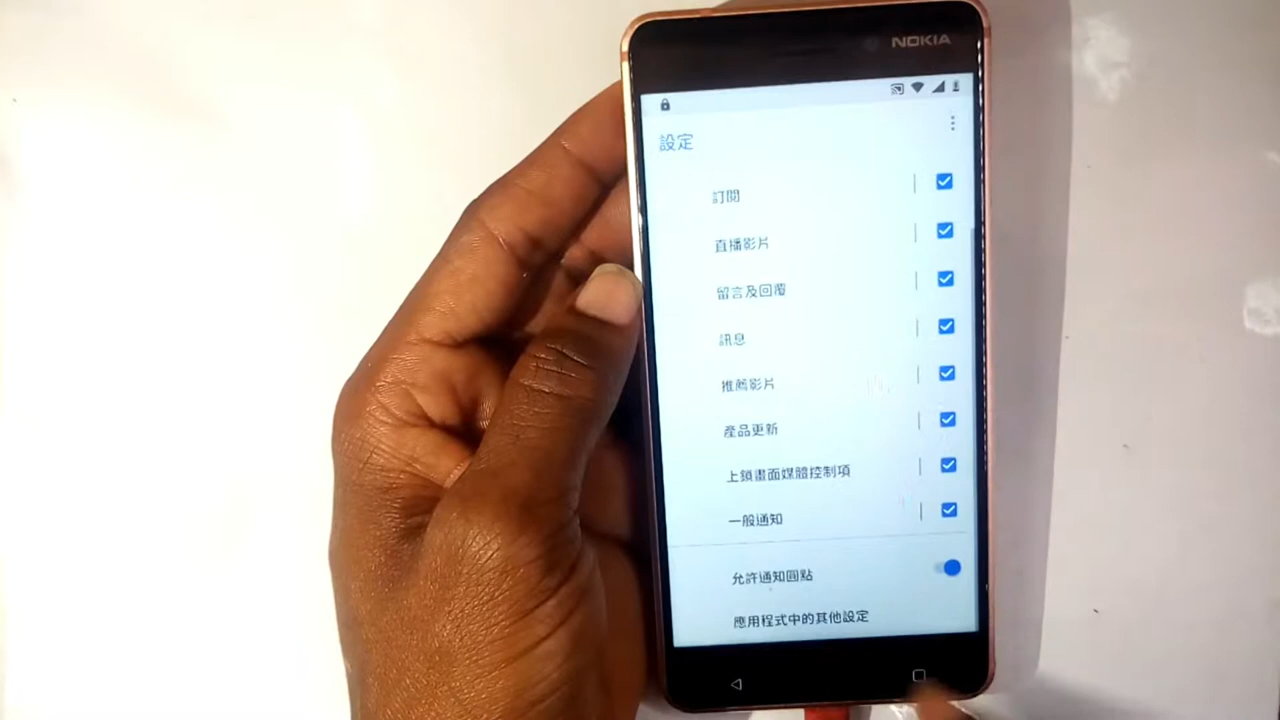 NOKIA
設定
訂閱
直播影片
留言及回覆
訊息
推薦影片
產品更新
上鎖畫面媒體控制項
一般通知
允許通知圓點
應用程式中的其他設定